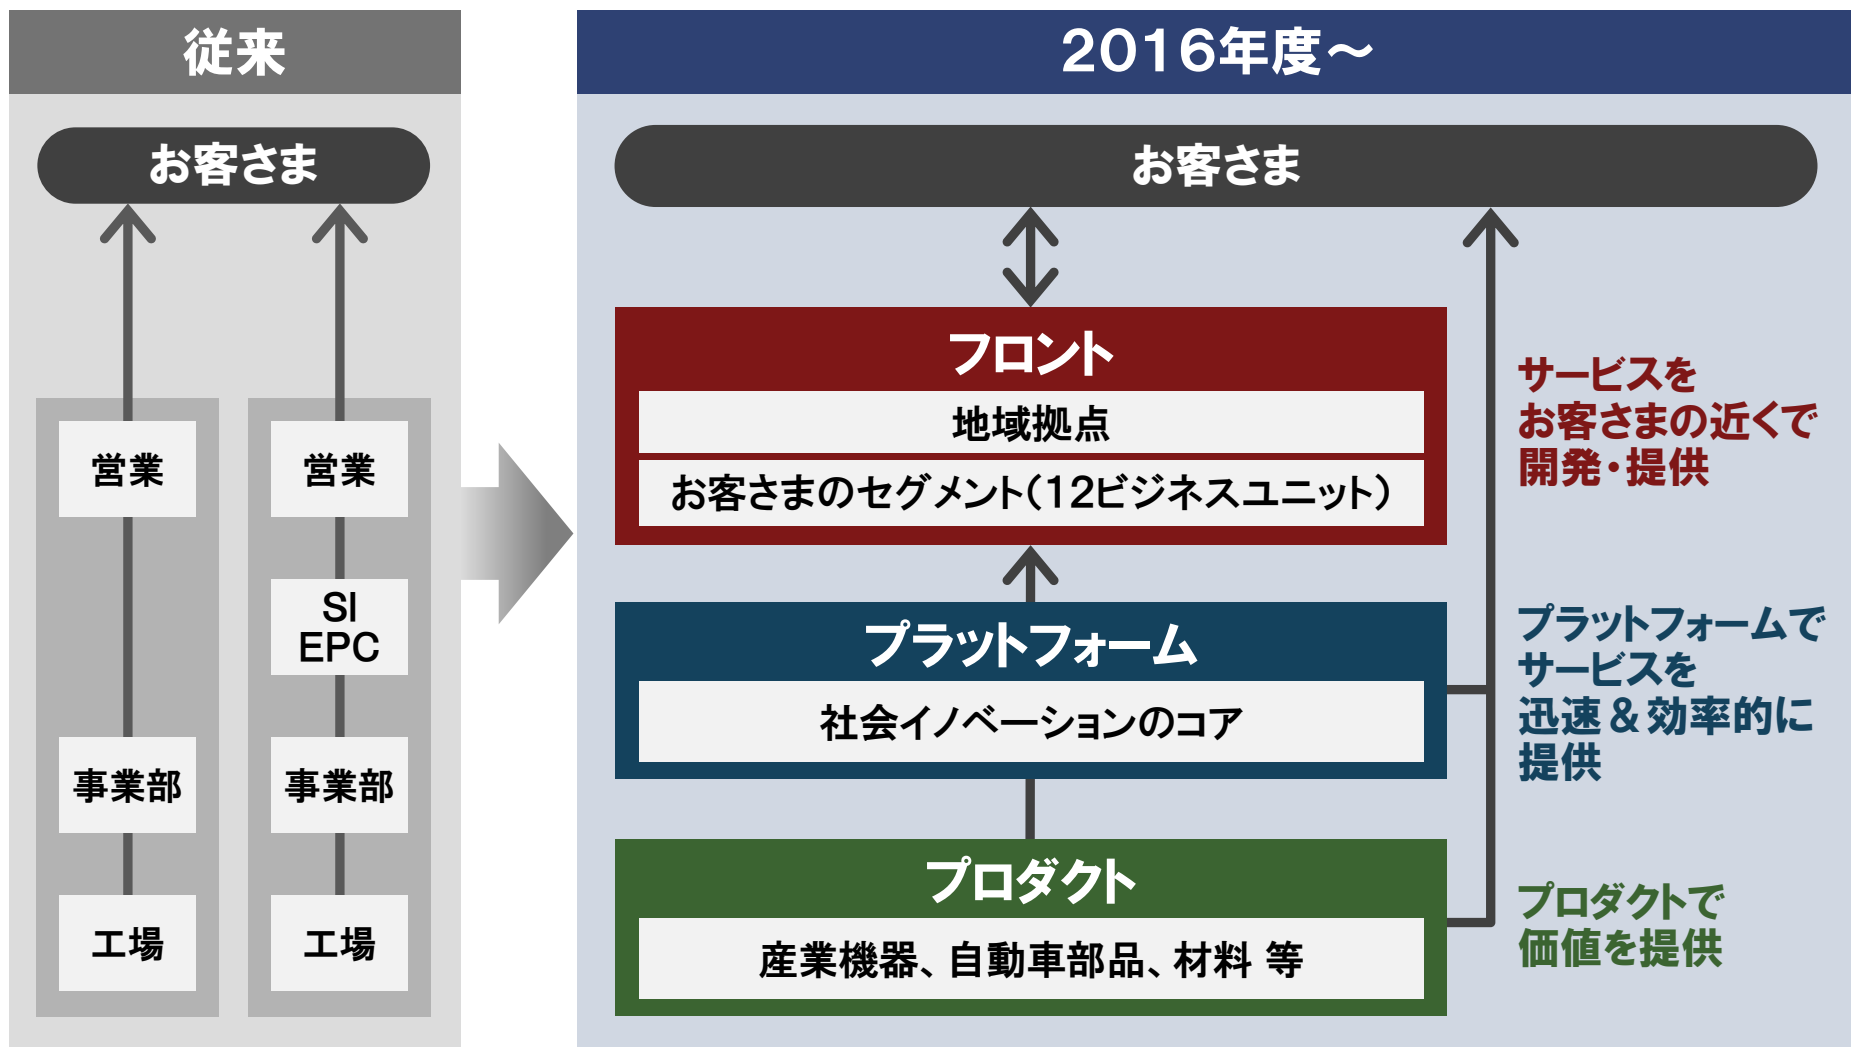 従来
お客さま
営業
営業
SI
EPC
事業部
事業部
工場
工場
2016年度～
お客さま
フロント
地域拠点
お客さまのセグメント（12ビジネスユニット）
サービスを
お客さまの近くで
開発・提供
プラットフォーム
社会イノベーションのコア
プラットフォームで
サービスを
迅速＆効率的に
提供
プロダクト
産業機器、自動車部品、材料 等
プロダクトで
価値を提供